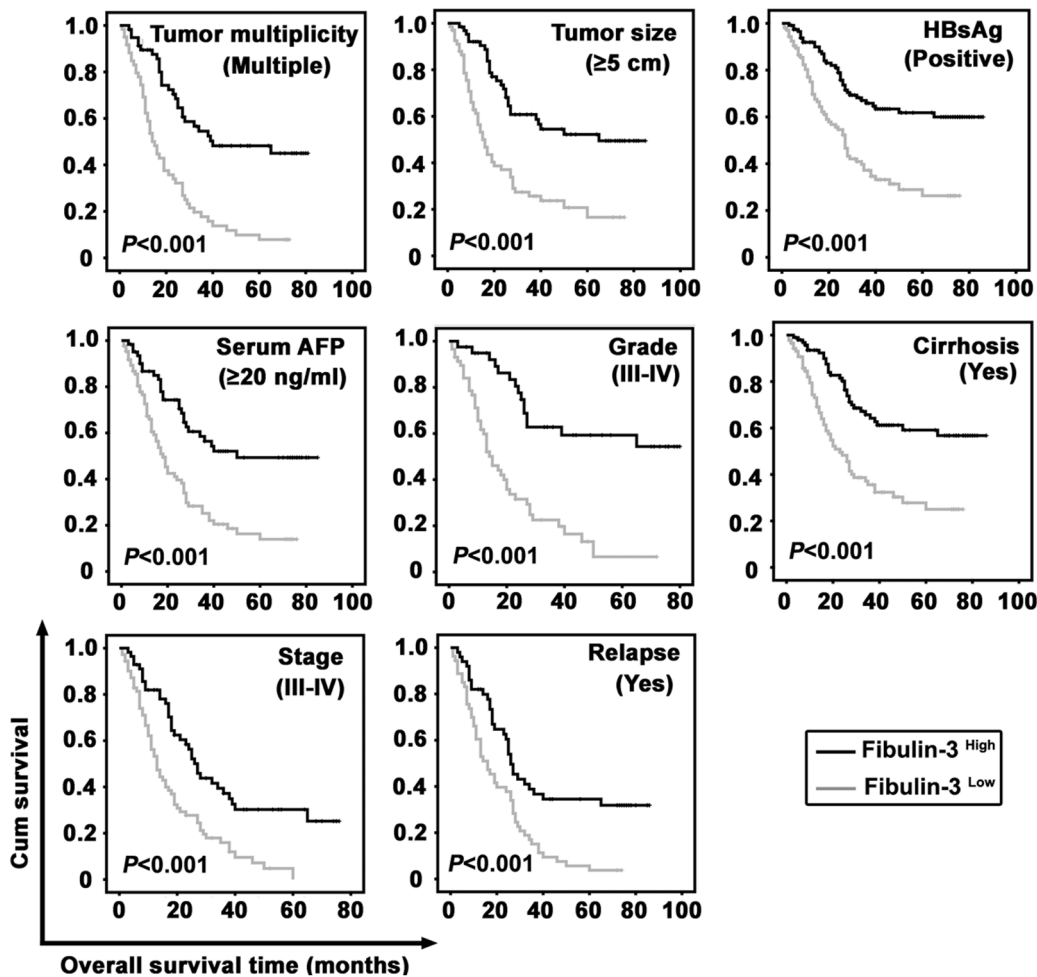 Tumor multiplicity
(Multiple)
1.0
0.8
0.6
0.4
0.2
0
P<0.001
0 20 40 60 80 100
Tumor size
(≥5 cm)
1.0
0.8
0.6
0.4
0.2
0
P<0.001
0 20 40 60 80 100
HBsAg
(Positive)
1.0
0.8
0.6
0.4
0.2
0
P<0.001
0 20 40 60 80 100
Serum AFP
(≥20 ng/ml)
1.0
0.8
0.6
0.4
0.2
0
P<0.001
0 20 40 60 80 100
Grade
(III-IV)
1.0
0.8
0.6
0.4
0.2
0
P<0.001
0 20 40 60 80
Cirrhosis
(Yes)
1.0
0.8
0.6
0.4
0.2
0
P<0.001
0 20 40 60 80 100
Stage
(III-IV)
1.0
0.8
0.6
0.4
0.2
0
P<0.001
0 20 40 60 80
Relapse
(Yes)
1.0
0.8
0.6
0.4
0.2
0
P<0.001
0 20 40 60 80 100
Fibulin-3 High
Fibulin-3 Low
Cum survival
Overall survival time (months)